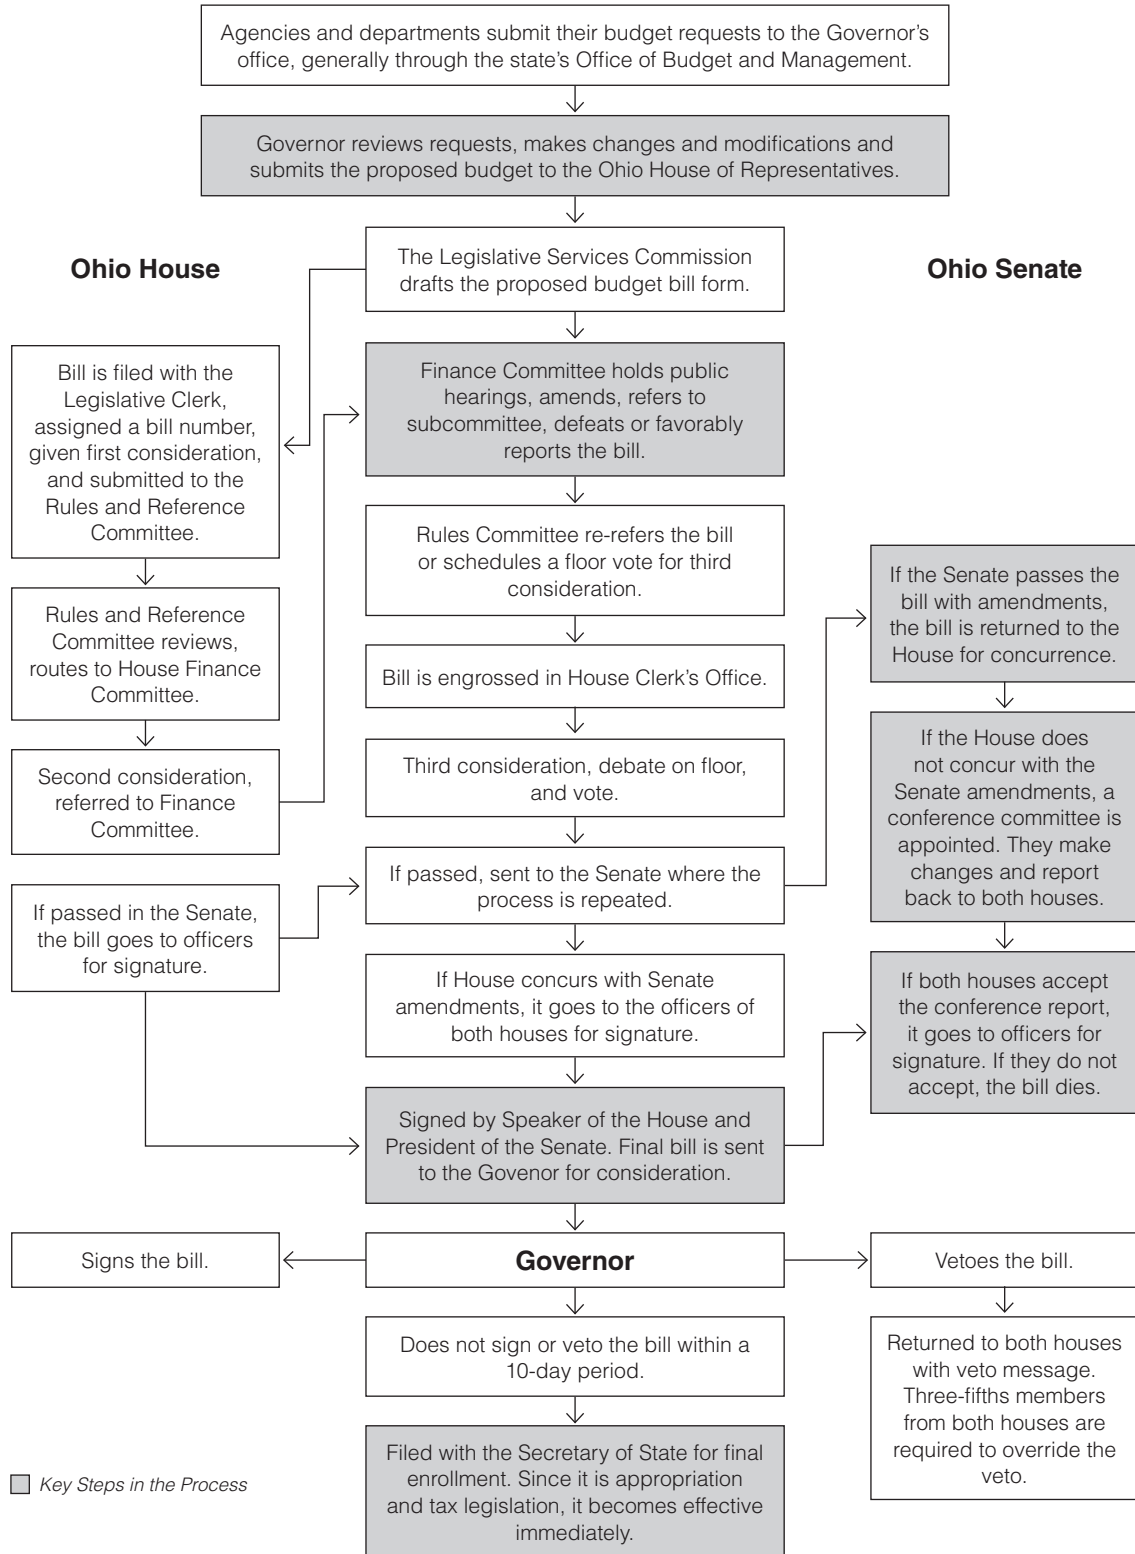 Agencies and departments submit their budget requests to the Governor's
office, generally through the state's Office of Budget and Management.
Governor reviews requests, makes changes and modifications and
submits the proposed budget to the Ohio House of Representatives.
The Legislative Services Commission
drafts the proposed budget bill form.
Ohio House
Ohio Senate
Bill is filed with the
Legislative Clerk,
assigned a bill number,
given first consideration,
and submitted to the
Rules and Reference
Committee.
Rules and Reference
Committee reviews,
routes to House Finance
Committee.
Second consideration,
referred to Finance
Committee.
Finance Committee holds public
hearings, amends, refers to
subcommittee, defeats or favorably
reports the bill.
Rules Committee re-refers the bill
or schedules a floor vote for third
consideration.
Bill is engrossed in House Clerk's Office.
Third consideration, debate on floor,
and vote.
If passed, sent to the Senate where the
process is repeated.
If passed in the Senate,
the bill goes to officers
for signature.
If House concurs with Senate
amendments, it goes to the officers of
both houses for signature.
If the Senate passes the
bill with amendments,
the bill is returned to the
House for concurrence.
If the House does
not concur with the
Senate amendments, a
conference committee is
appointed. They make
changes and report
back to both houses.
If both houses accept
the conference report,
it goes to officers for
signature. If they do not
accept, the bill dies.
Signed by Speaker of the House and
President of the Senate. Final bill is sent
to the Govenor for consideration.
Signs the bill.
Governor
Vetoes the bill.
Does not sign or veto the bill within a
10-day period.
Returned to both houses
with veto message.
Three-fifths members
from both houses are
required to override the
veto.
Filed with the Secretary of State for final
enrollment. Since it is appropriation
and tax legislation, it becomes effective
immediately.
Key Steps in the Process